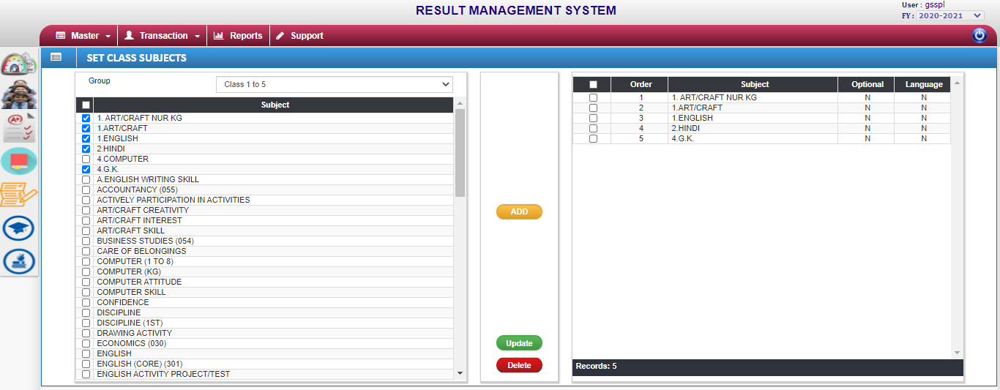 RESULT MANAGEMENT SYSTEM
User : gsspl
FY : 2020-2021
Master Transaction Reports Support
SET CLASS SUBJECTS
Group Class 1 to 5
Subject
1. ART/CRAFT NUR KG
1.ART/CRAFT
1.ENGLISH
2.HINDI
4.COMPUTER
4.G.K.
A.ENGLISH WRITING SKILL
ACCOUNTANCY (055)
ACTIVELY PARTICIPATION IN ACTIVITIES
ART/CRAFT CREATIVITY
ART/CRAFT INTEREST
ART/CRAFT SKILL
BUSINESS STUDIES (054)
CARE OF BELONGINGS
COMPUTER (1 TO 8)
COMPUTER (KG)
COMPUTER ATTITUDE
COMPUTER SKILL
CONFIDENCE
DISCIPLINE
DISCIPLINE (1ST)
DRAWING ACTIVITY
ECONOMICS (030)
ENGLISH
ENGLISH (CORE) (301)
ENGLISH ACTIVITY PROJECT/TEST
ADD
Update
Delete
Order Subject Optional Language
1 1. ART/CRAFT NUR KG N N
2 1.ART/CRAFT N N
3 1.ENGLISH N N
4 2.HINDI N N
5 4.G.K. N N
Records: 5
A+